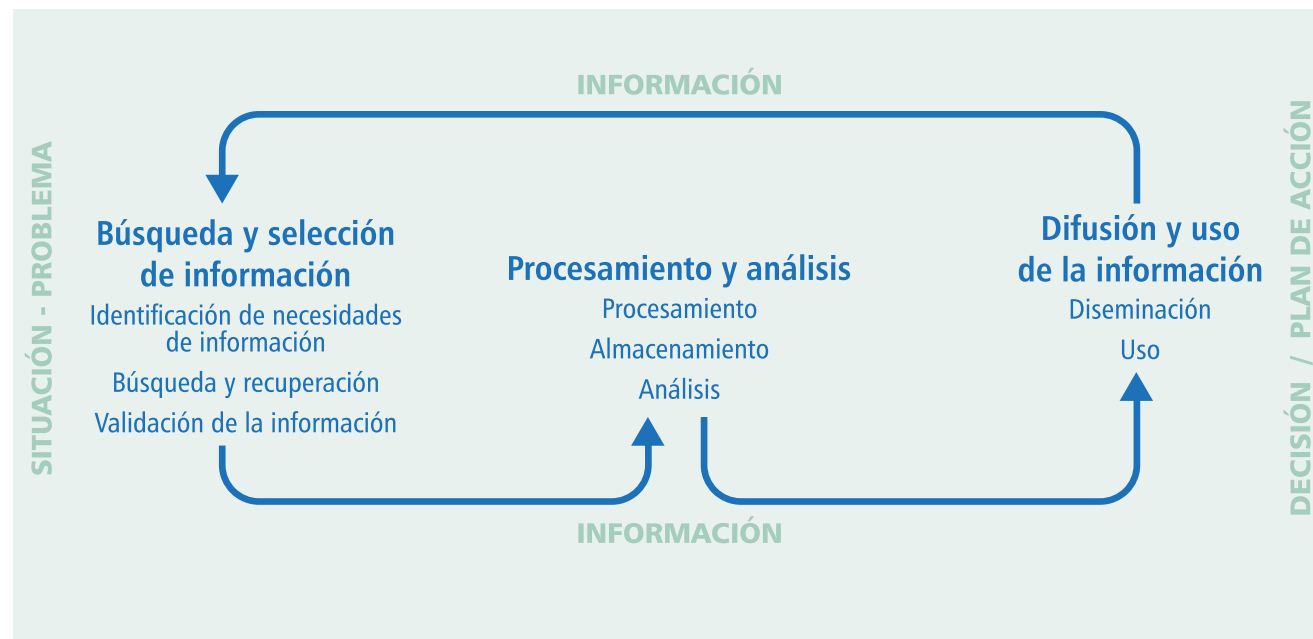 INFORMACIÓN
SITUACIÓN - PROBLEMA
Búsqueda y selección
de información
Identificación de necesidades
de información
Búsqueda y recuperación
Validación de la información
Procesamiento y análisis
Procesamiento
Almacenamiento
Análisis
Difusión y uso
de la información
Diseminación
Uso
DECISIÓN / PLAN DE ACCIÓN
INFORMACIÓN